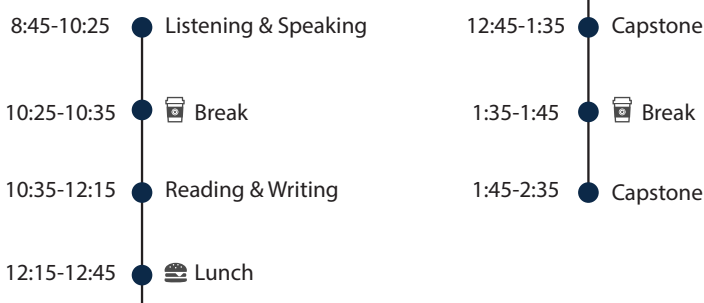 8:45-10:25 Listening & Speaking
10:25-10:35 Break
10:35-12:15 Reading & Writing
12:15-12:45 Lunch
12:45-1:35 Capstone
1:35-1:45 Break
1:45-2:35 Capstone